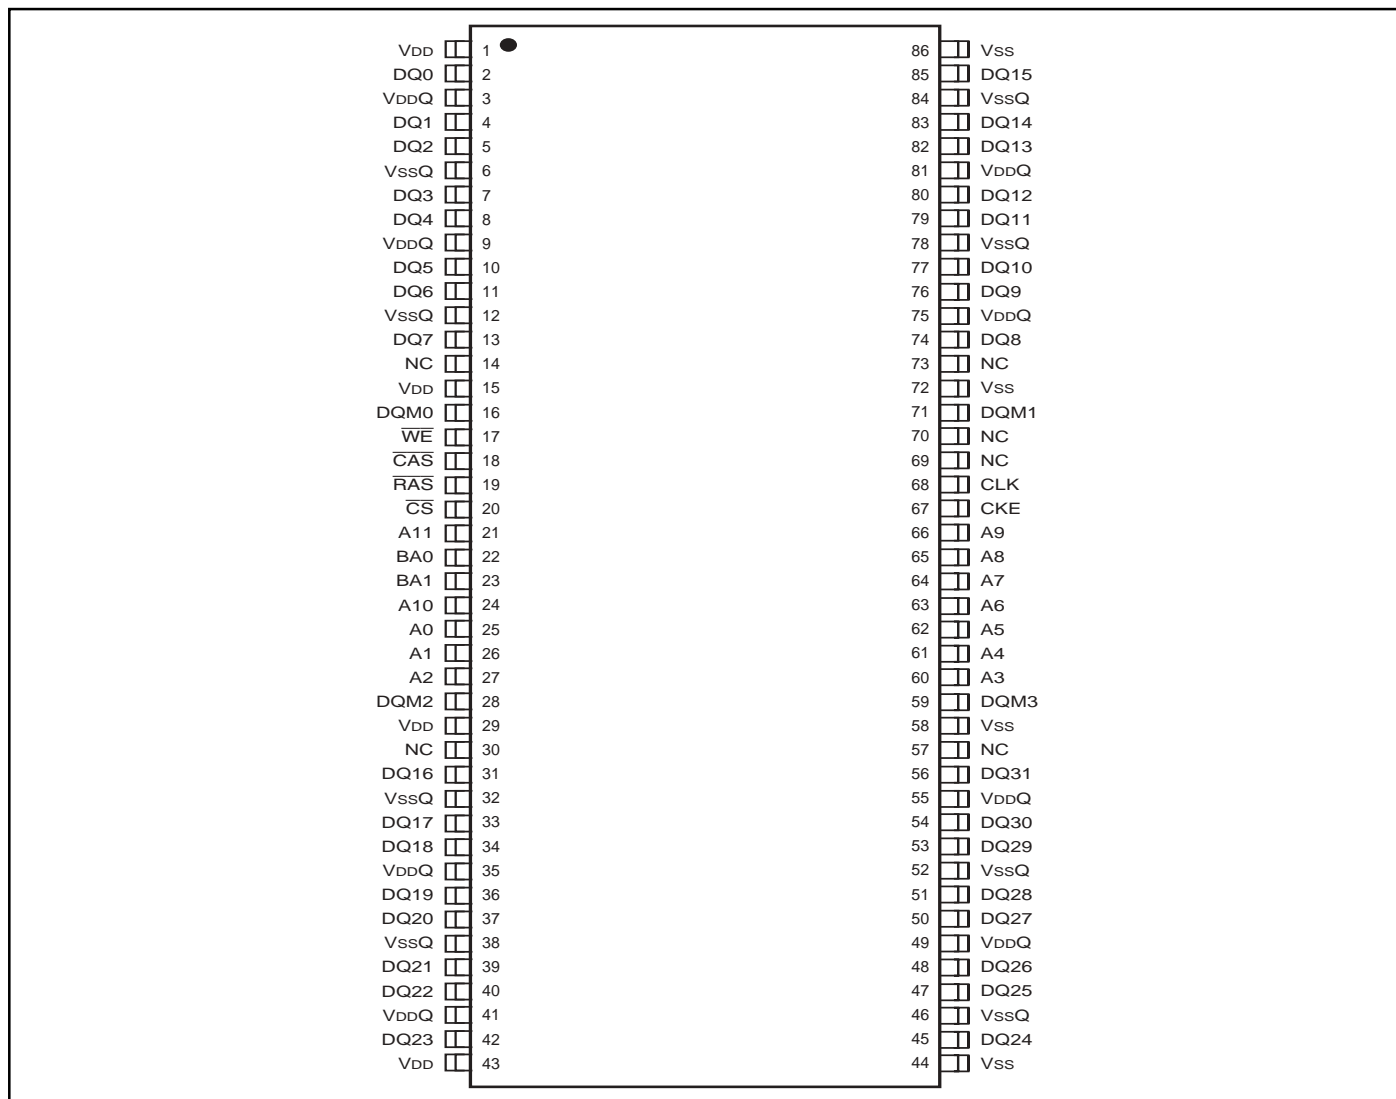 VDD 1 86 VSS
DQ0 2 85 DQ15
VDDQ 3 84 VSSQ
DQ1 4 83 DQ14
DQ2 5 82 DQ13
VSSQ 6 81 VDDQ
DQ3 7 80 DQ12
DQ4 8 79 DQ11
VDDQ 9 78 VSSQ
DQ5 10 77 DQ10
DQ6 11 76 DQ9
VSSQ 12 75 VDDQ
DQ7 13 74 DQ8
NC 14 73 NC
VDD 15 72 VSS
DQM0 16 71 DQM1
W̅E̅ 17 70 NC
C̅A̅S̅ 18 69 NC
R̅A̅S̅ 19 68 CLK
C̅S̅ 20 67 CKE
A11 21 66 A9
BA0 22 65 A8
BA1 23 64 A7
A10 24 63 A6
A0 25 62 A5
A1 26 61 A4
A2 27 60 A3
DQM2 28 59 DQM3
VDD 29 58 VSS
NC 30 57 NC
DQ16 31 56 DQ31
VSSQ 32 55 VDDQ
DQ17 33 54 DQ30
DQ18 34 53 DQ29
VDDQ 35 52 VSSQ
DQ19 36 51 DQ28
DQ20 37 50 DQ27
VSSQ 38 49 VDDQ
DQ21 39 48 DQ26
DQ22 40 47 DQ25
VDDQ 41 46 VSSQ
DQ23 42 45 DQ24
VDD 43 44 VSS